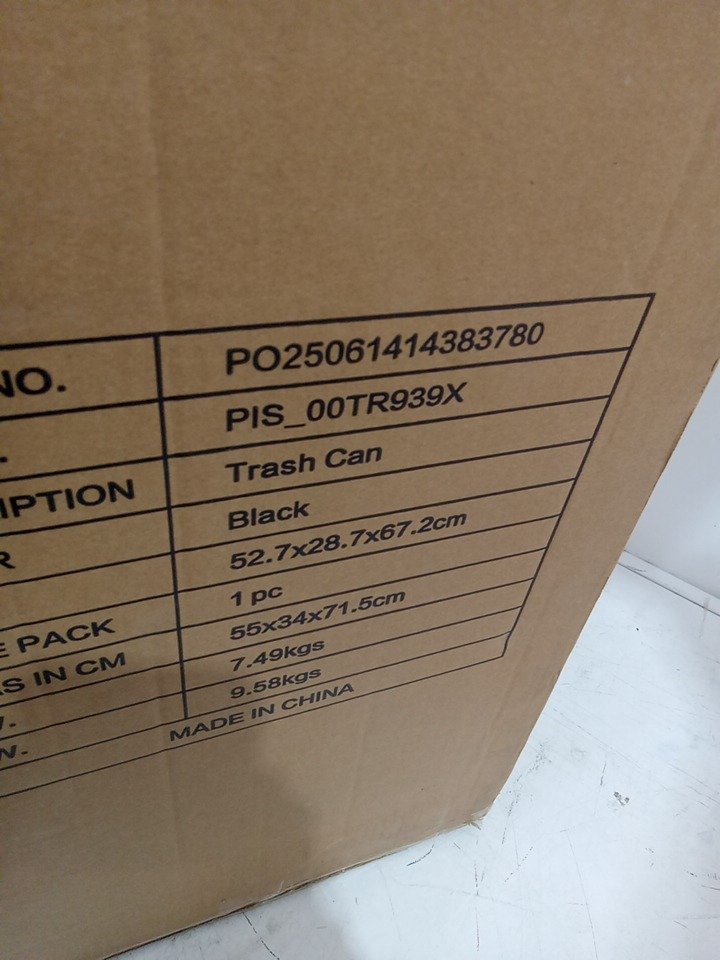 NO. PO25061414383780
. PIS_00TR939X
IPTION Trash Can
R Black
52.7x28.7x67.2cm
E PACK 1 pc
AS IN CM 55x34x71.5cm
W. 7.49kgs
W. 9.58kgs
MADE IN CHINA